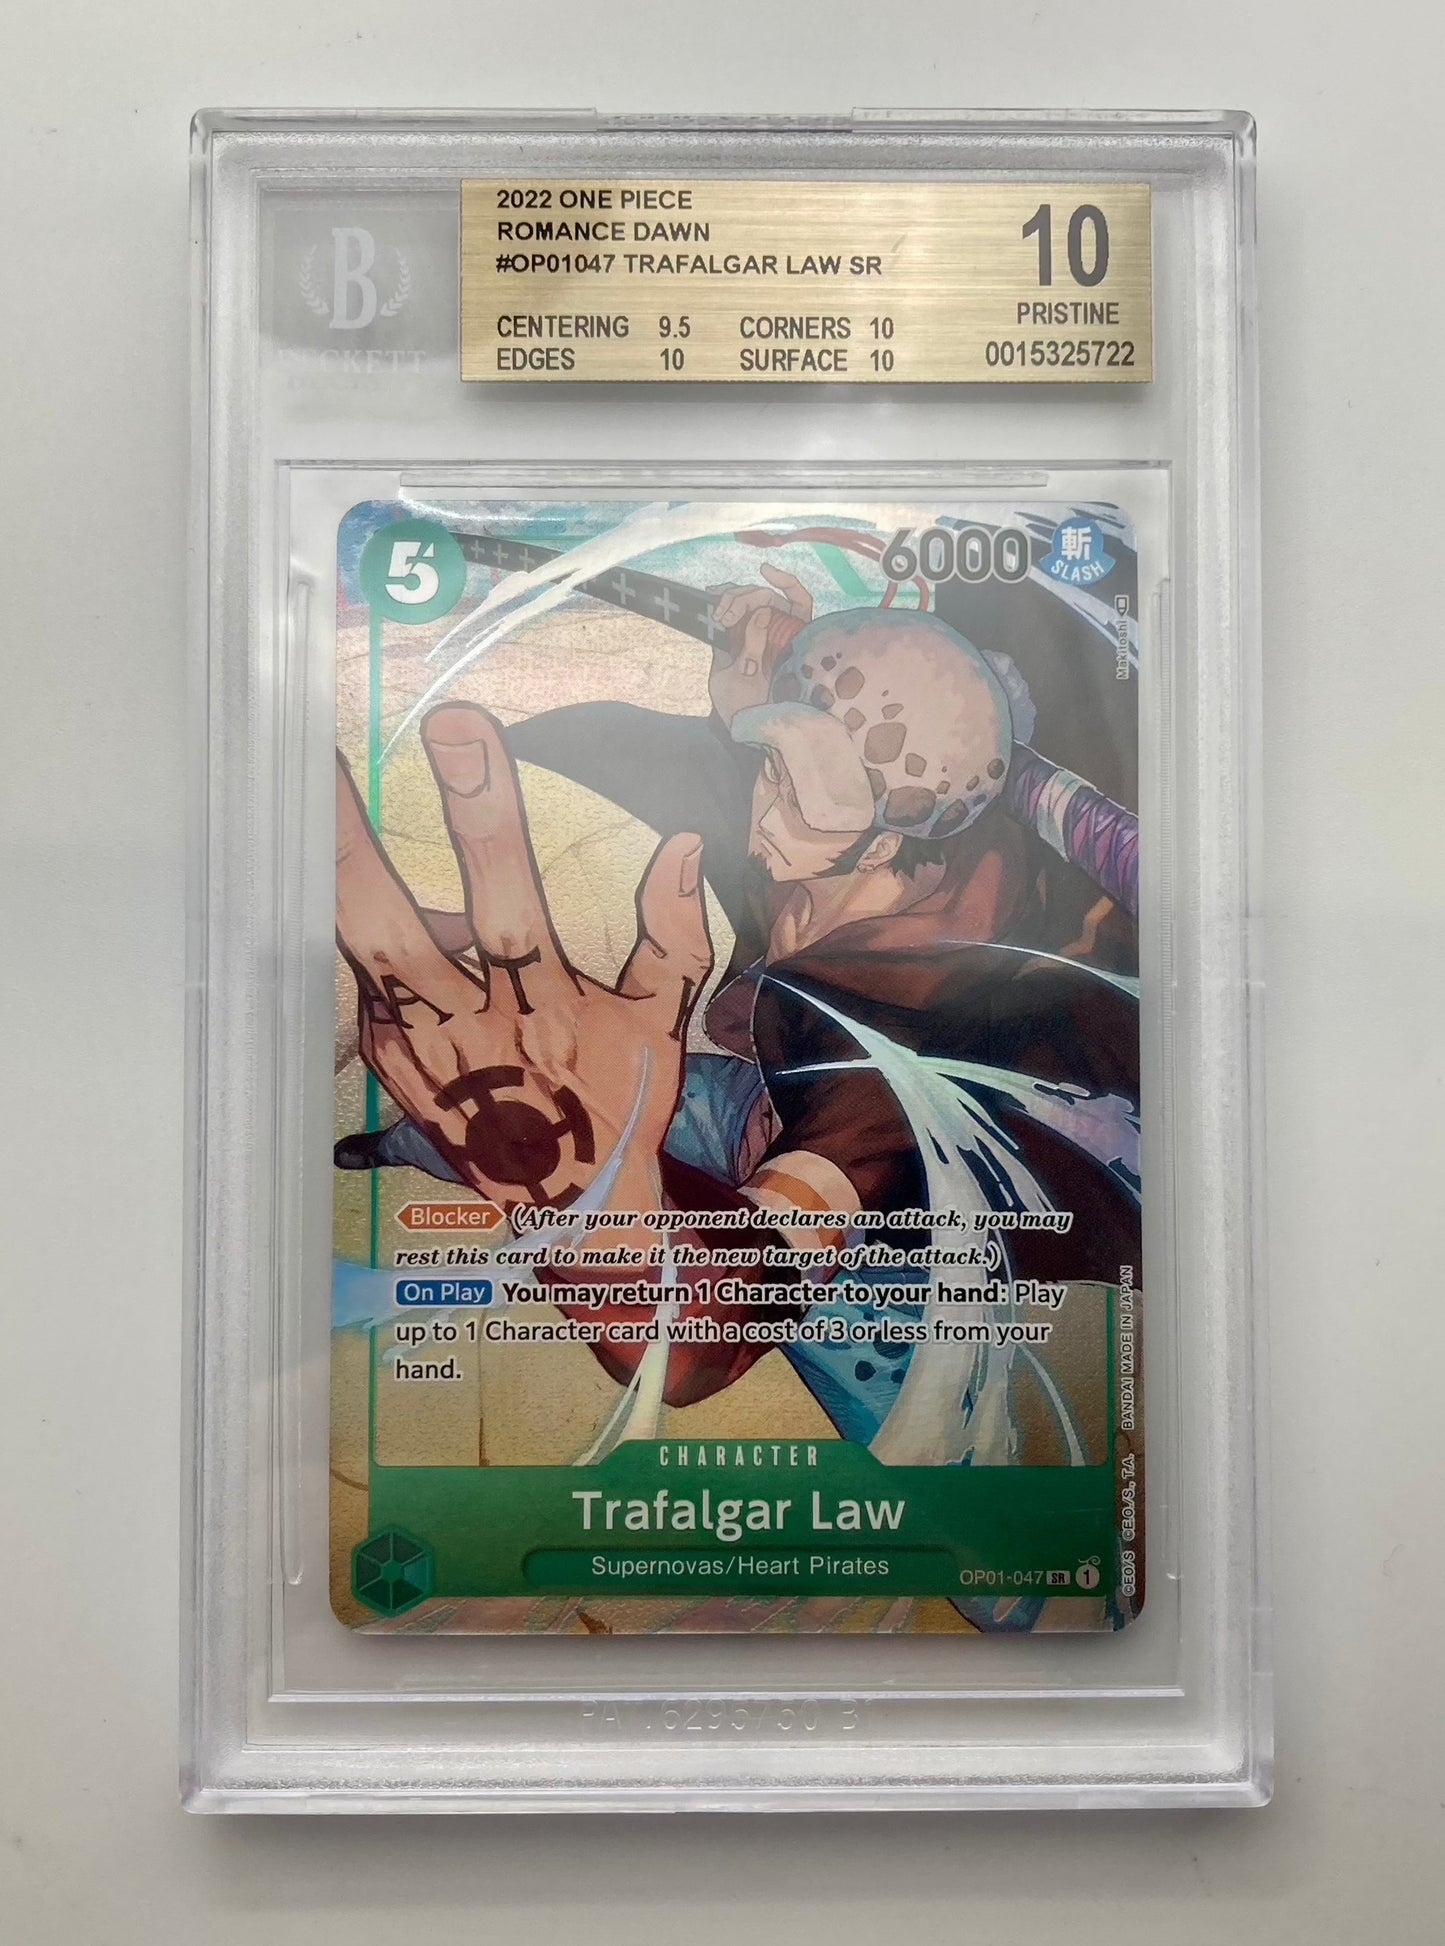 2022 ONE PIECE
ROMANCE DAWN
#OP01047 TRAFALGAR LAW SR
CENTERING 9.5 CORNERS 10
EDGES 10 SURFACE 10
10
PRISTINE
0015325722
B
BECKETT
5
6000
斬
SLASH
Makitoshi
A T
Blocker (After your opponent declares an attack, you may
rest this card to make it the new target of the attack.)
On Play You may return 1 Character to your hand: Play
up to 1 Character card with a cost of 3 or less from your
hand.
CHARACTER
Trafalgar Law
Supernovas/Heart Pirates
OP01-047 SR 1
©EO/S ©E.O./S., T.A. BANDAI MADE IN JAPAN